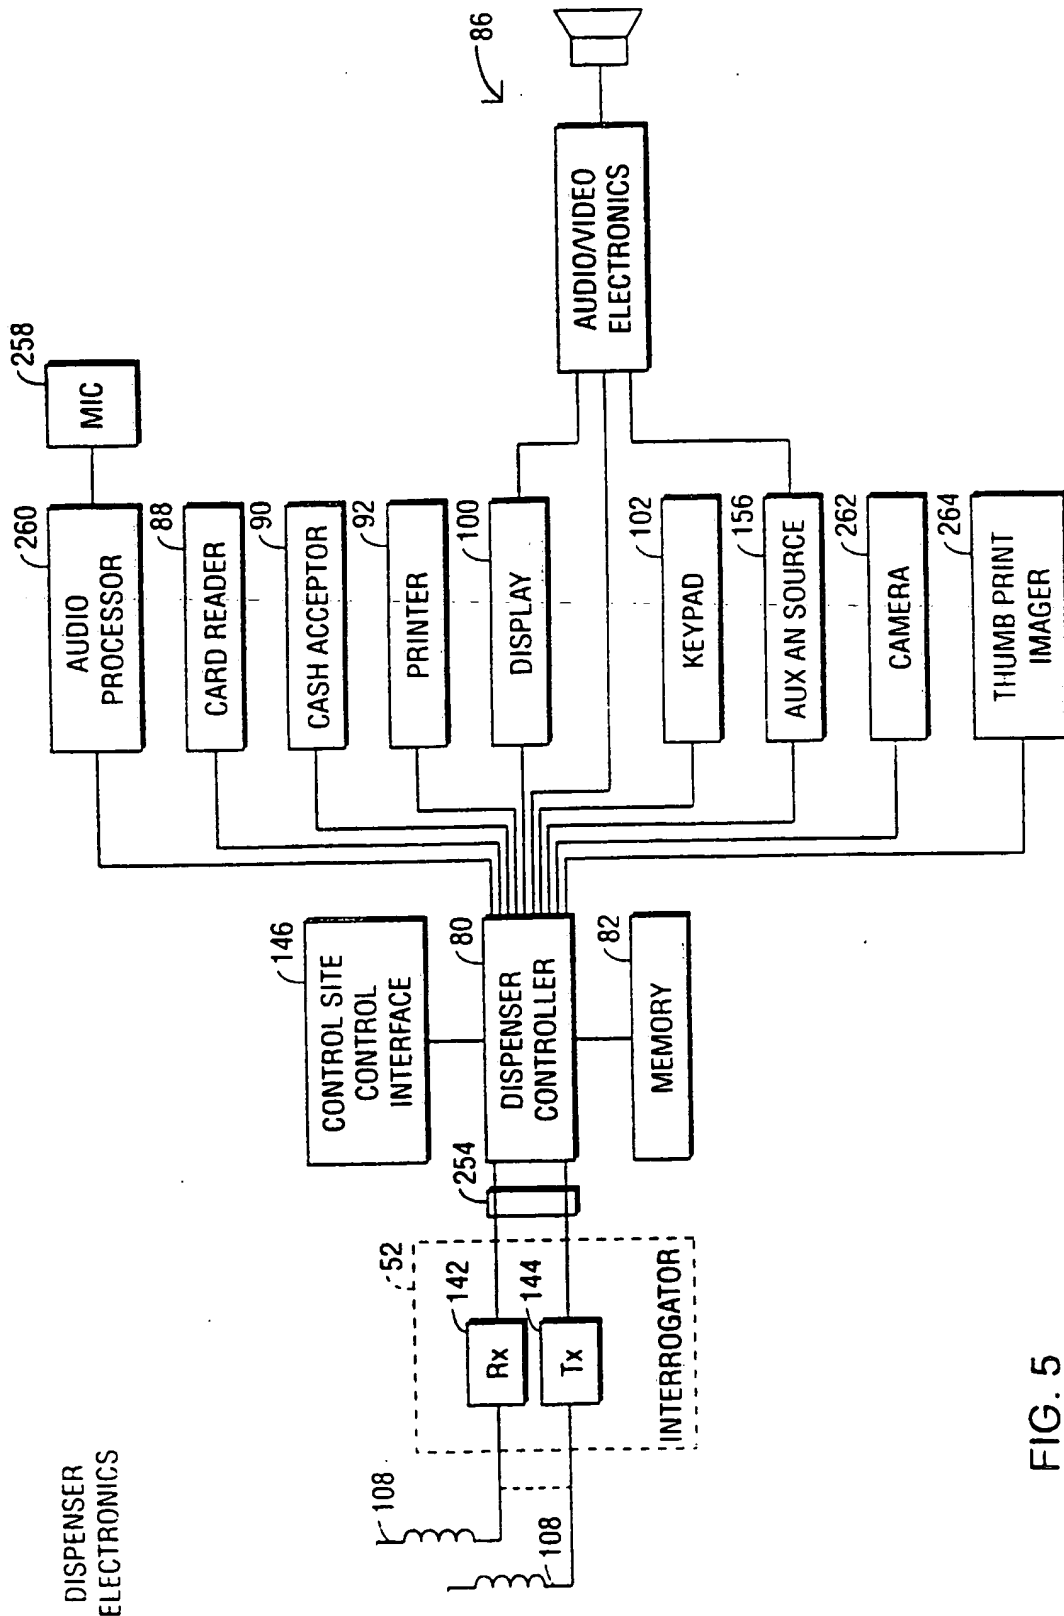 DISPENSER
ELECTRONICS
108
108
52
142
Rx
144
Tx
INTERROGATOR
254
146
CONTROL SITE
CONTROL
INTERFACE
80
DISPENSER
CONTROLLER
82
MEMORY
260
AUDIO
PROCESSOR
258
MIC
88
CARD READER
90
CASH ACCEPTOR
92
PRINTER
100
DISPLAY
102
KEYPAD
156
AUX AN SOURCE
262
CAMERA
264
THUMB PRINT
IMAGER
AUDIO/VIDEO
ELECTRONICS
86
FIG. 5